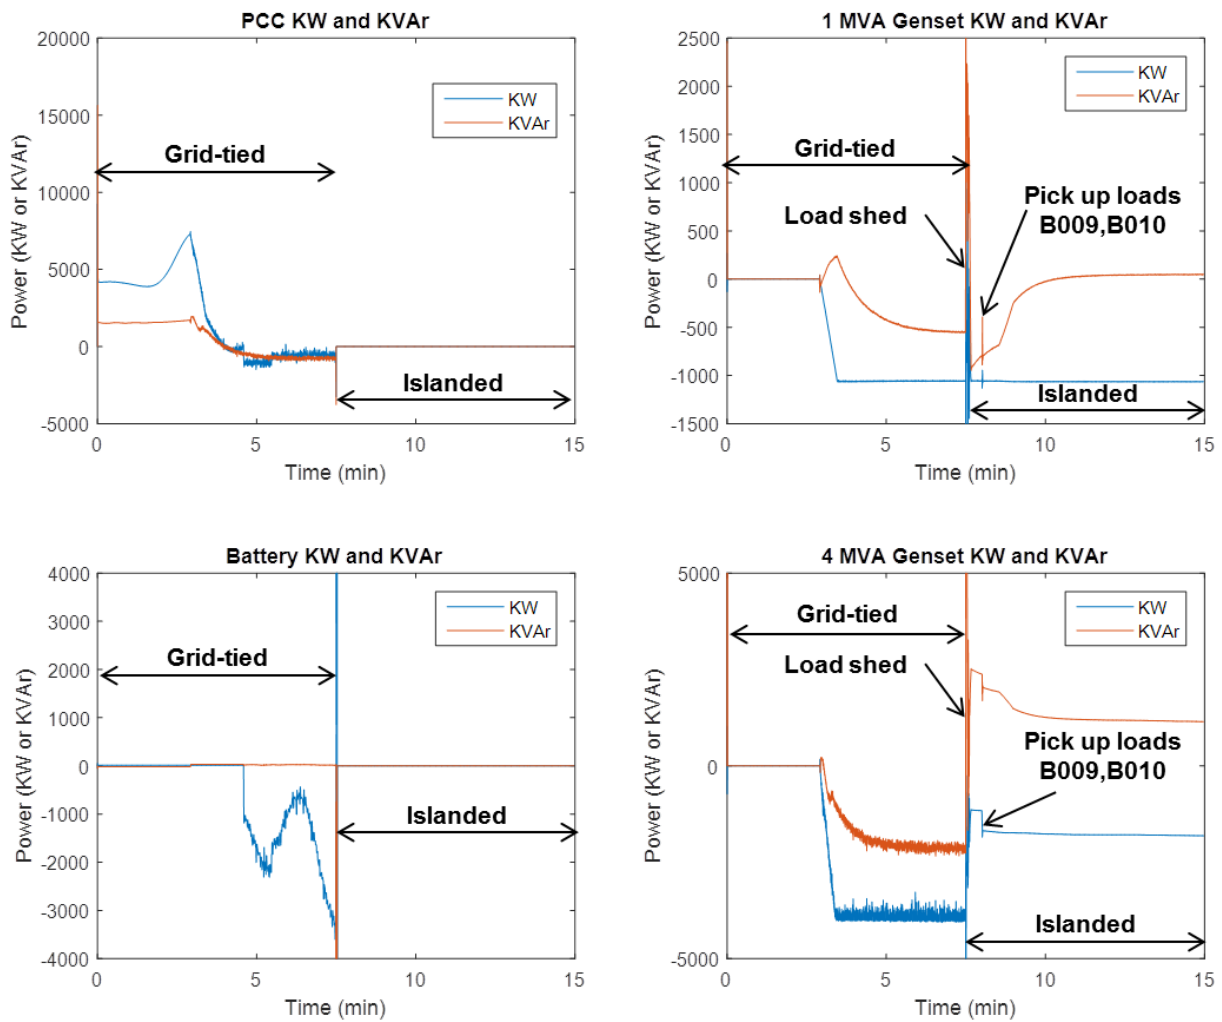 PCC KW and KVAr
20000
15000
10000
5000
0
-5000
Power (KW or KVAr)
KW
KVAr
Grid-tied
Islanded
0
5
10
15
Time (min)
1 MVA Genset KW and KVAr
2500
2000
1500
1000
500
0
-500
-1000
-1500
Power (KW or KVAr)
KW
KVAr
Grid-tied
Load shed
Pick up loads
B009,B010
Islanded
0
5
10
15
Time (min)
Battery KW and KVAr
4000
3000
2000
1000
0
-1000
-2000
-3000
-4000
Power (KW or KVAr)
KW
KVAr
Grid-tied
Islanded
0
5
10
15
Time (min)
4 MVA Genset KW and KVAr
5000
0
-5000
Power (KW or KVAr)
KW
KVAr
Grid-tied
Load shed
Pick up loads
B009,B010
Islanded
0
5
10
15
Time (min)